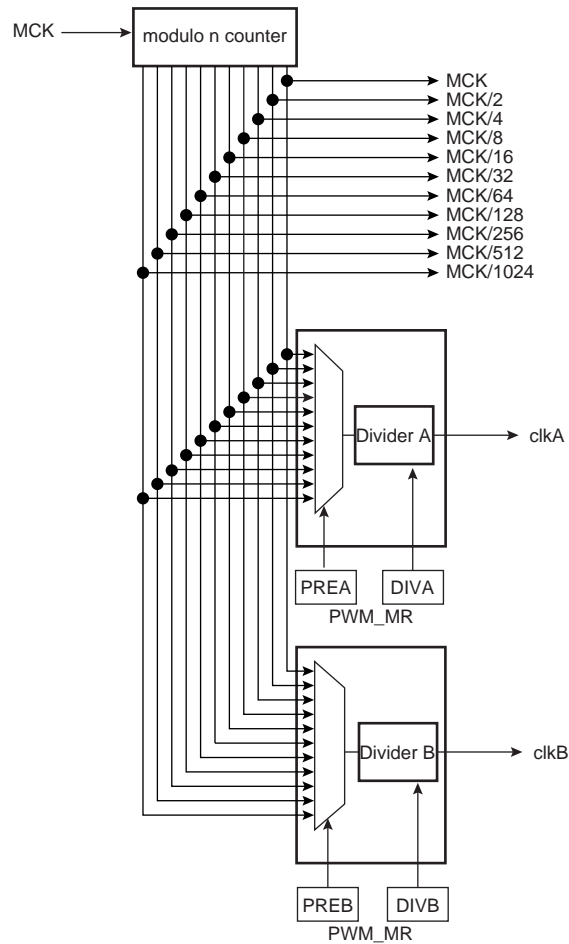 MCK
modulo n counter
MCK
MCK/2
MCK/4
MCK/8
MCK/16
MCK/32
MCK/64
MCK/128
MCK/256
MCK/512
MCK/1024
Divider A
clkA
PREA
DIVA
PWM_MR
Divider B
clkB
PREB
DIVB
PWM_MR